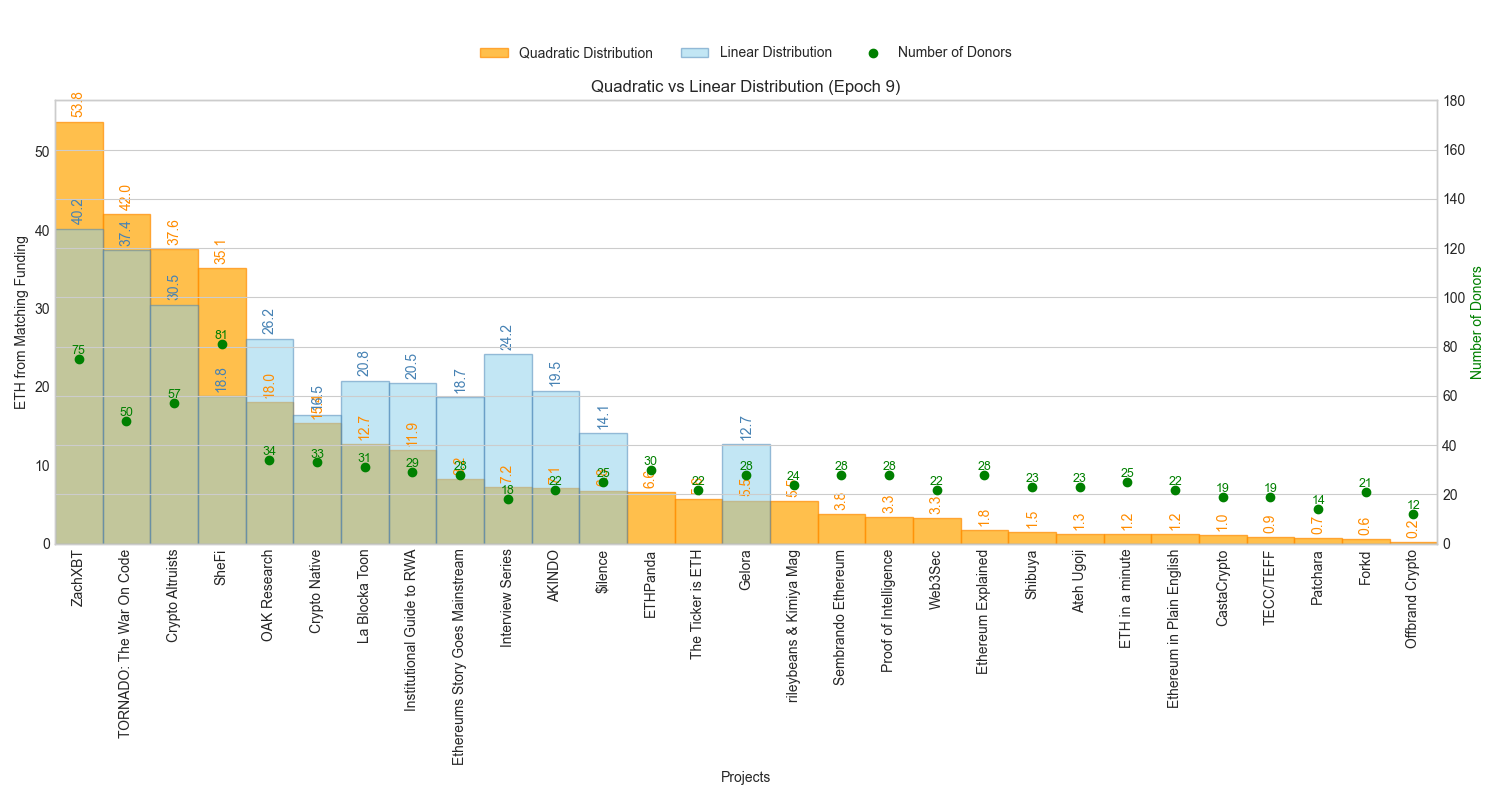 Quadratic Distribution
Linear Distribution
Number of Donors
Quadratic vs Linear Distribution (Epoch 9)
ETH from Matching Funding
50
40
30
20
10
0
180
160
140
120
100
80
60
40
20
0
Number of Donors
53.8
42.0
37.6
35.1
18.0
12.7
11.9
7.2
5.5
3.8
3.3
3.3
1.8
1.5
1.3
1.2
1.2
1.0
0.9
0.7
0.6
0.2
40.2
37.4
30.5
18.8
26.2
16.5
20.8
20.5
18.7
24.2
19.5
14.1
12.7
75
50
57
81
34
33
31
29
28
18
22
25
30
22
28
24
28
28
22
28
23
23
25
22
19
19
14
21
12
ZachXBT
TORNADO: The War On Code
Crypto Altruists
SheFi
OAK Research
Crypto Native
La Blocka Toon
Institutional Guide to RWA
Ethereums Story Goes Mainstream
Interview Series
AKINDO
$ilence
ETHPanda
The Ticker is ETH
Gelora
rileybeans & Kimiya Mag
Sembrando Ethereum
Proof of Intelligence
Web3Sec
Ethereum Explained
Shibuya
Ateh Ugoji
ETH in a minute
Ethereum in Plain English
CastaCrypto
TECC/TEFF
Patchara
Forkd
Offbrand Crypto
Projects